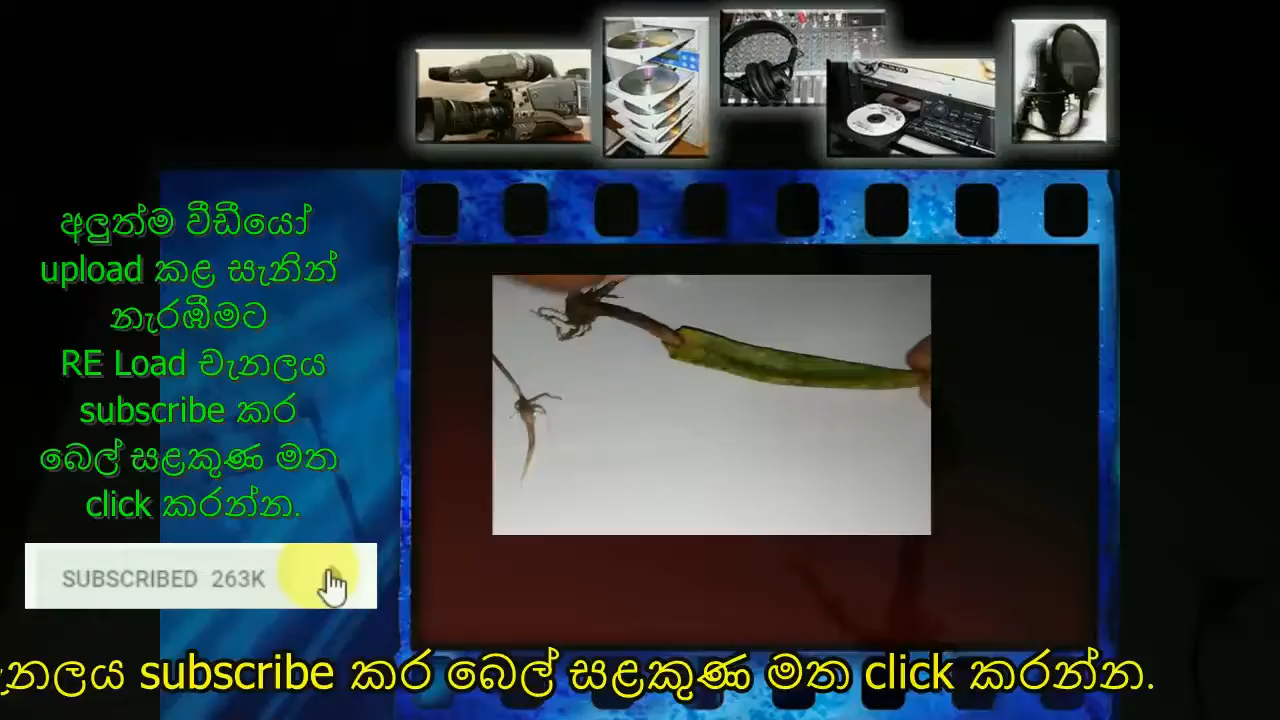 අලුත්ම වීඩීයෝ
upload කළ සැනින්
නැරඹීමට
RE Load චැනලය
subscribe කර
බෙල් සළකුණ මත
click කරන්න.
SUBSCRIBED 263K
චැනලය subscribe කර බෙල් සළකුණ මත click කරන්න.